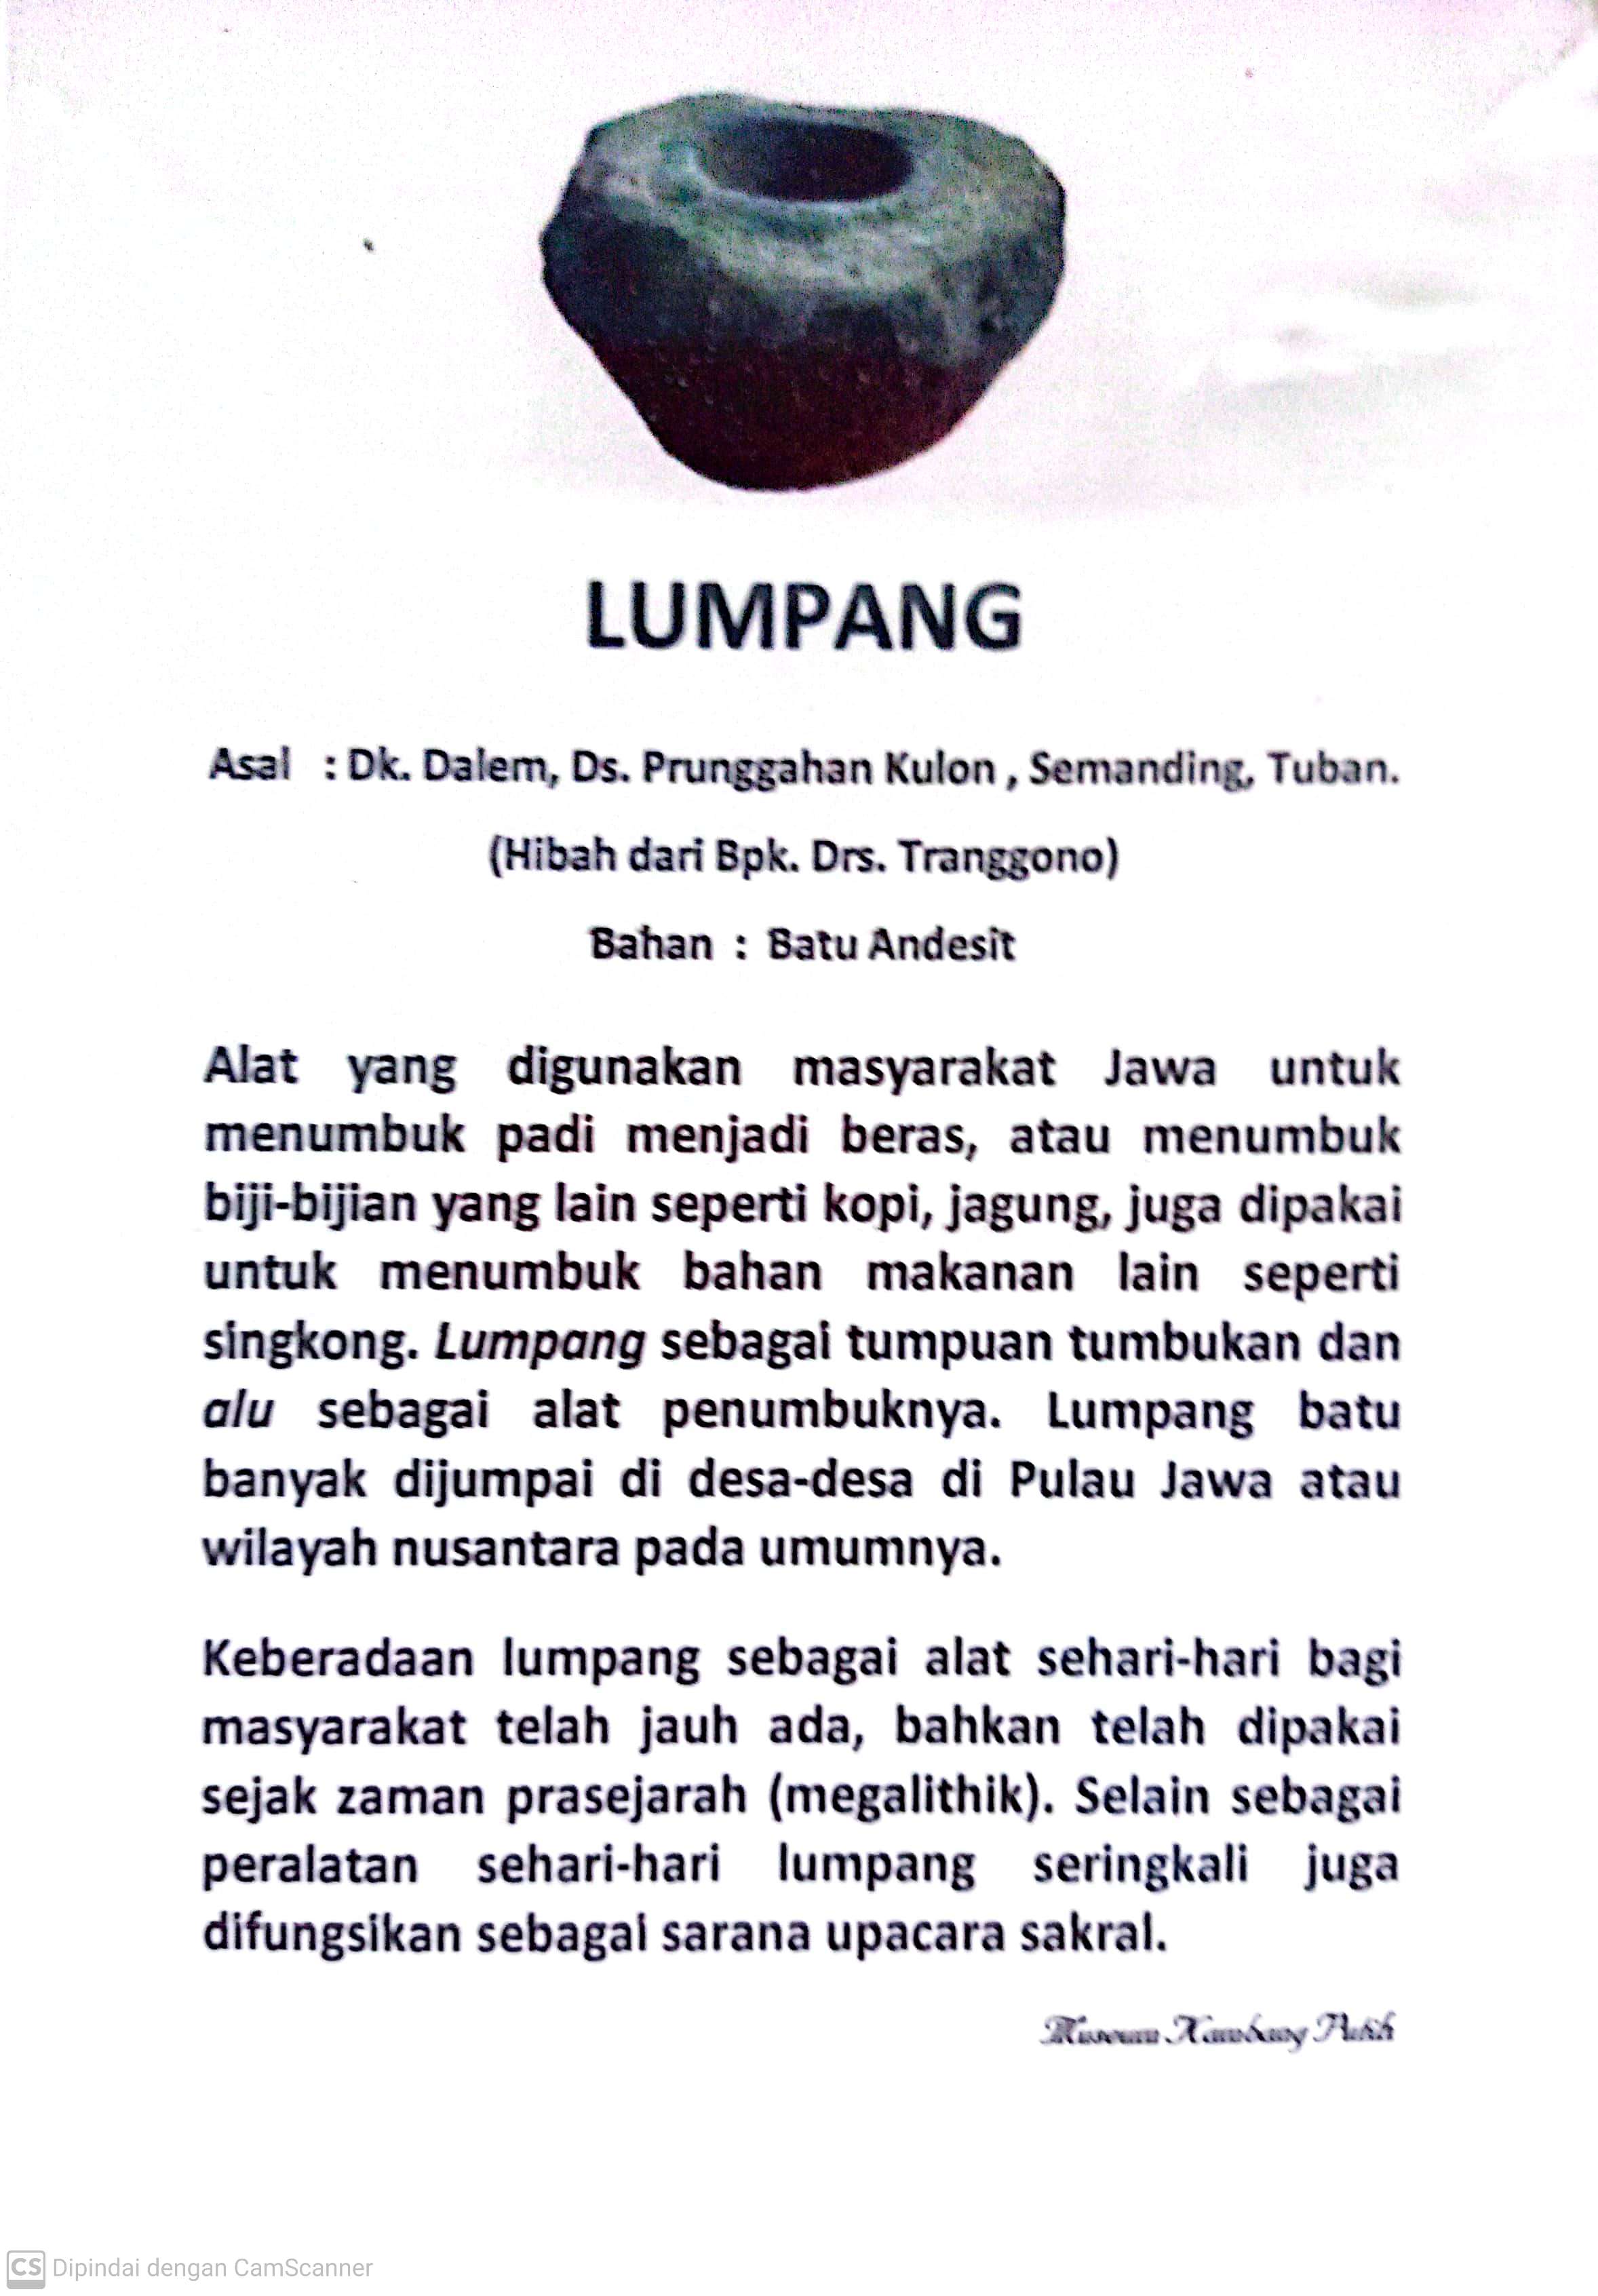 LUMPANG
Asal : Dk. Dalem, Ds. Prunggahan Kulon , Semanding, Tuban.
(Hibah dari Bpk. Drs. Tranggono)
Bahan : Batu Andesit
Alat yang digunakan masyarakat Jawa untuk
menumbuk padi menjadi beras, atau menumbuk
biji-bijian yang lain seperti kopi, jagung, juga dipakai
untuk menumbuk bahan makanan lain seperti
singkong. Lumpang sebagai tumpuan tumbukan dan
alu sebagai alat penumbuknya. Lumpang batu
banyak dijumpai di desa-desa di Pulau Jawa atau
wilayah nusantara pada umumnya.
Keberadaan lumpang sebagai alat sehari-hari bagi
masyarakat telah jauh ada, bahkan telah dipakai
sejak zaman prasejarah (megalithik). Selain sebagai
peralatan sehari-hari lumpang seringkali juga
difungsikan sebagai sarana upacara sakral.
Museum Kambang Putih
CS Dipindai dengan CamScanner